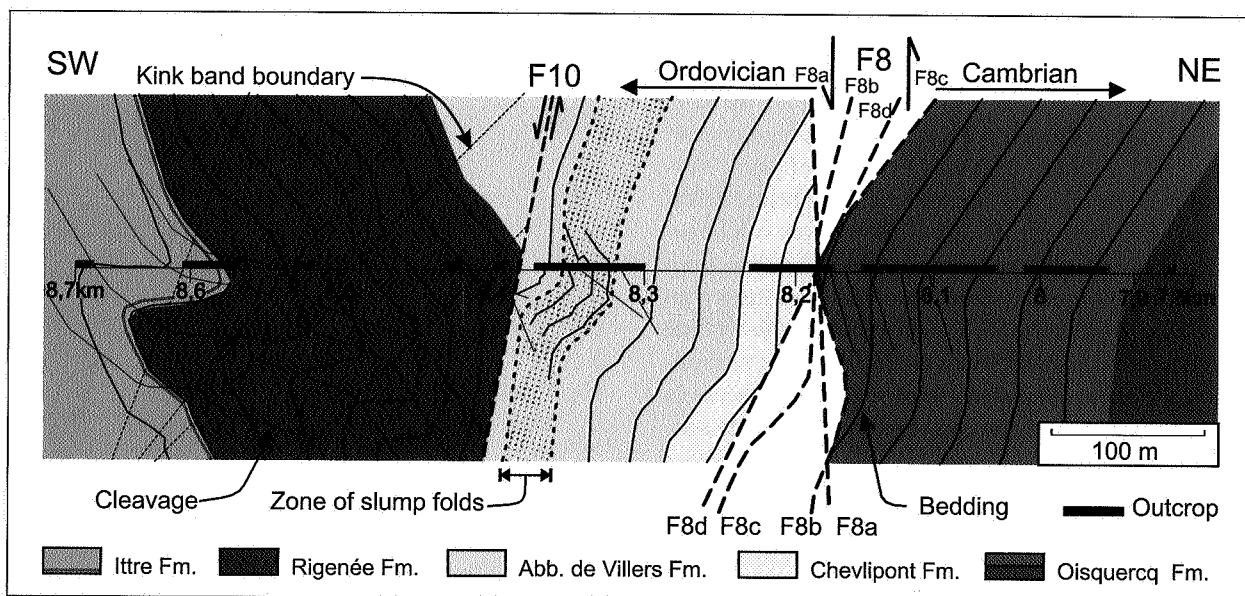 SW
Kink band boundary
F10
Ordovician
F8a
F8
F8b
F8d
F8c
Cambrian
NE
8,7km
8,6
8,3
8,2
8,1
Cleavage
Zone of slump folds
F8d
F8c
F8b
F8a
Bedding
100 m
Outcrop
Ittre Fm.
Rigenée Fm.
Abb. de Villers Fm.
Chevlipont Fm.
Oisquercq Fm.